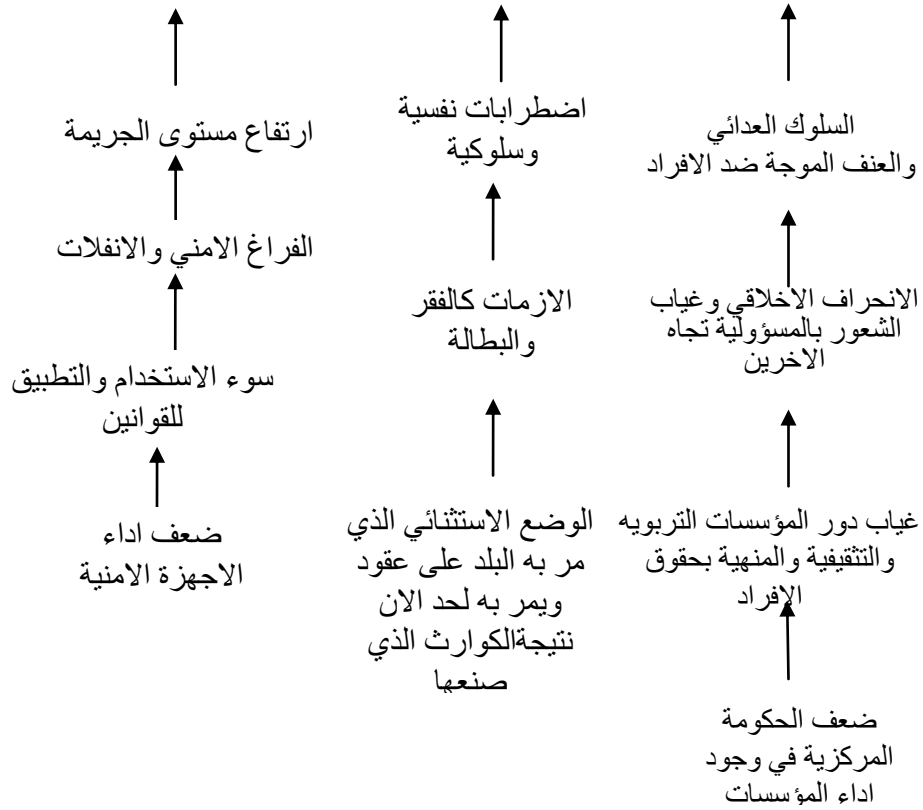 السلوك العدائي
والعنف الموجة ضد الافراد
الانحراف الاخلاقي وغياب
الشعور بالمسؤولية تجاه
الاخرين
غياب دور المؤسسات التربويه
والتثقيفية والمنهية بحقوق
الافراد
ضعف الحكومة
المركزية في وجود
اداء المؤسسات
اضطرابات نفسية
وسلوكية
الازمات كالفقر
والبطالة
الوضع الاستثنائي الذي
مر به البلد على عقود
ويمر به لحد الان
نتيجةالكوارث الذي
صنعها
ارتفاع مستوى الجريمة
الفراغ الامني والانفلات
سوء الاستخدام والتطبيق
للقوانين
ضعف اداء
الاجهزة الامنية